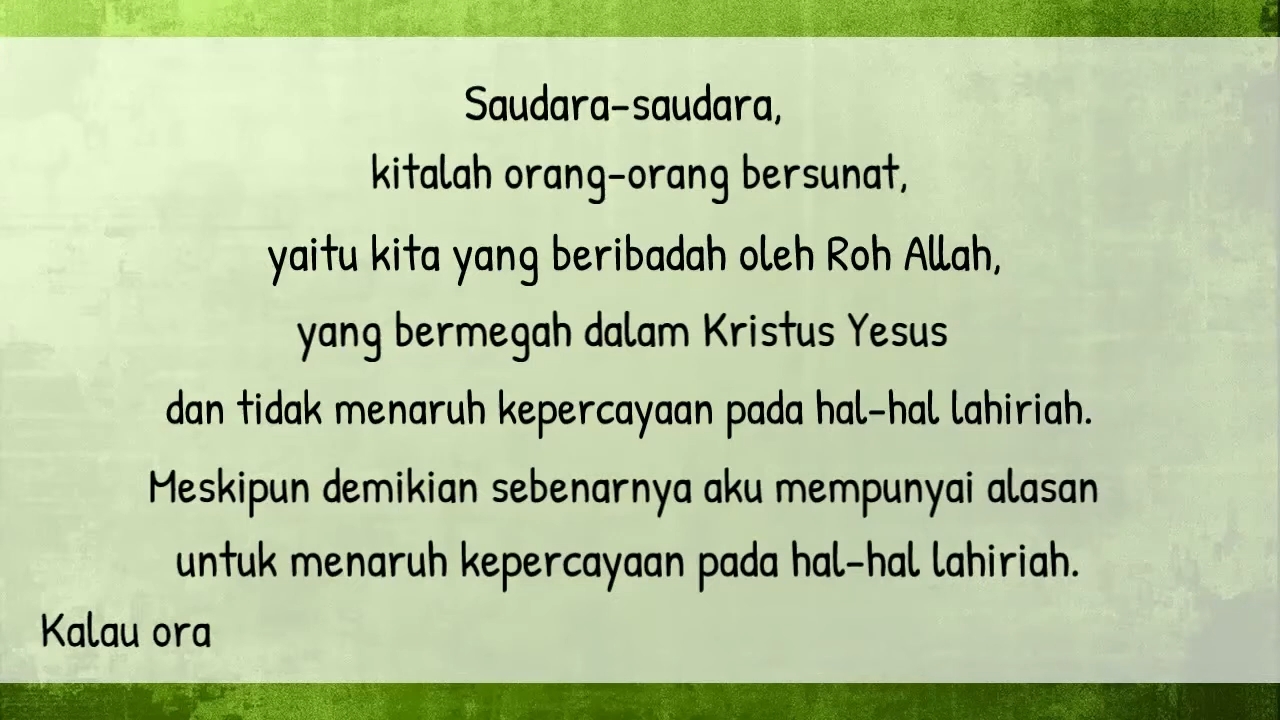 Saudara-saudara,
kitalah orang-orang bersunat,
yaitu kita yang beribadah oleh Roh Allah,
yang bermegah dalam Kristus Yesus
dan tidak menaruh kepercayaan pada hal-hal lahiriah.
Meskipun demikian sebenarnya aku mempunyai alasan
untuk menaruh kepercayaan pada hal-hal lahiriah.
Kalau ora